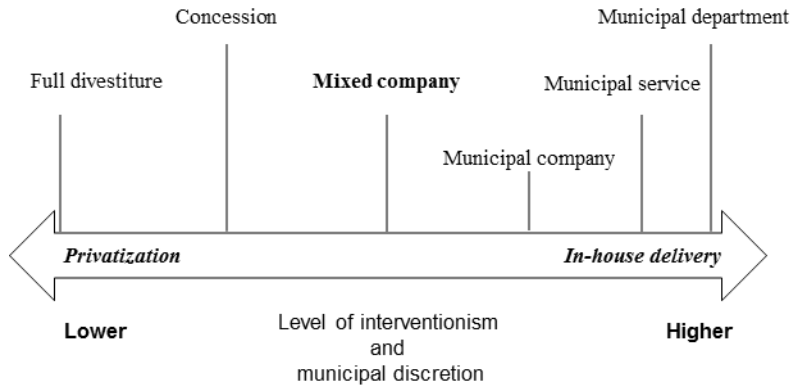 Municipal department
Concession
Full divestiture
Mixed company
Municipal service
Municipal company
Privatization
In-house delivery
Lower
Level of interventionism
and
municipal discretion
Higher